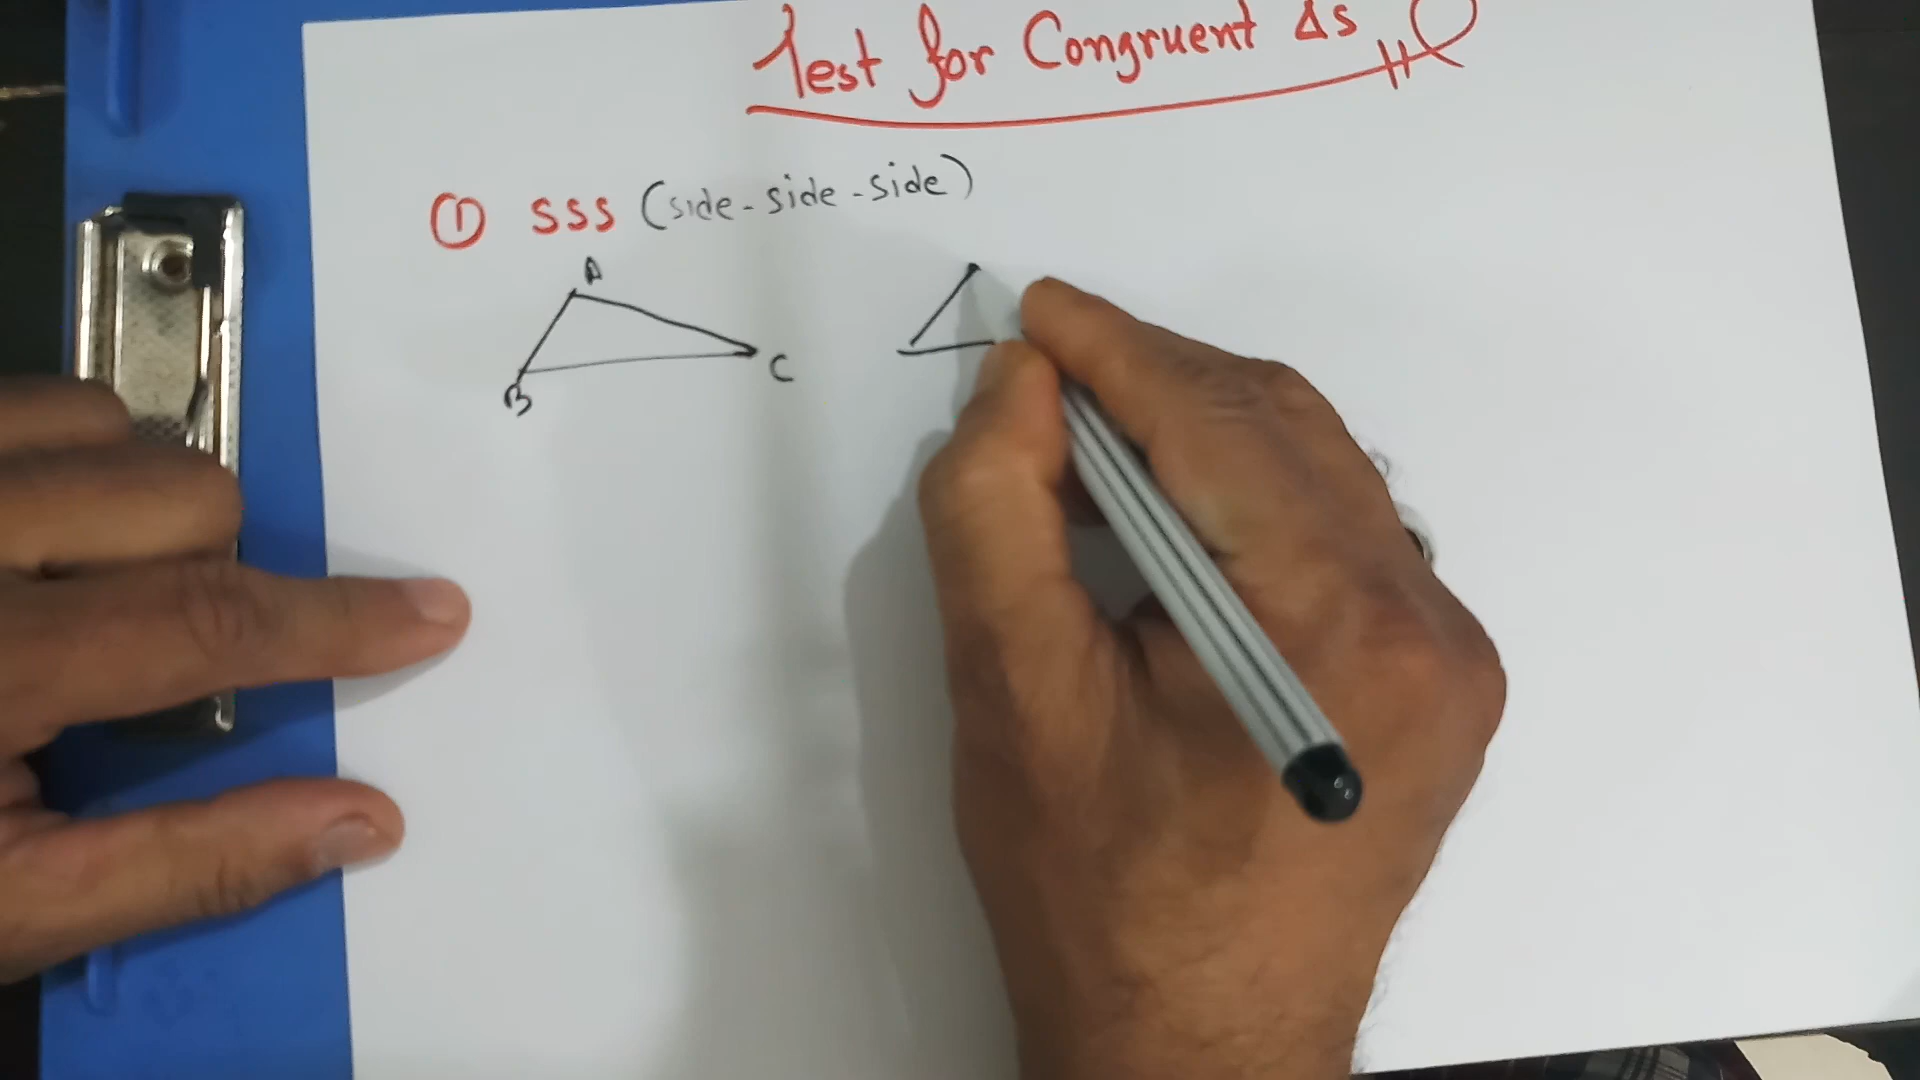 Test for Congruent Δs
① SSS (side-side-side)
A
B
C